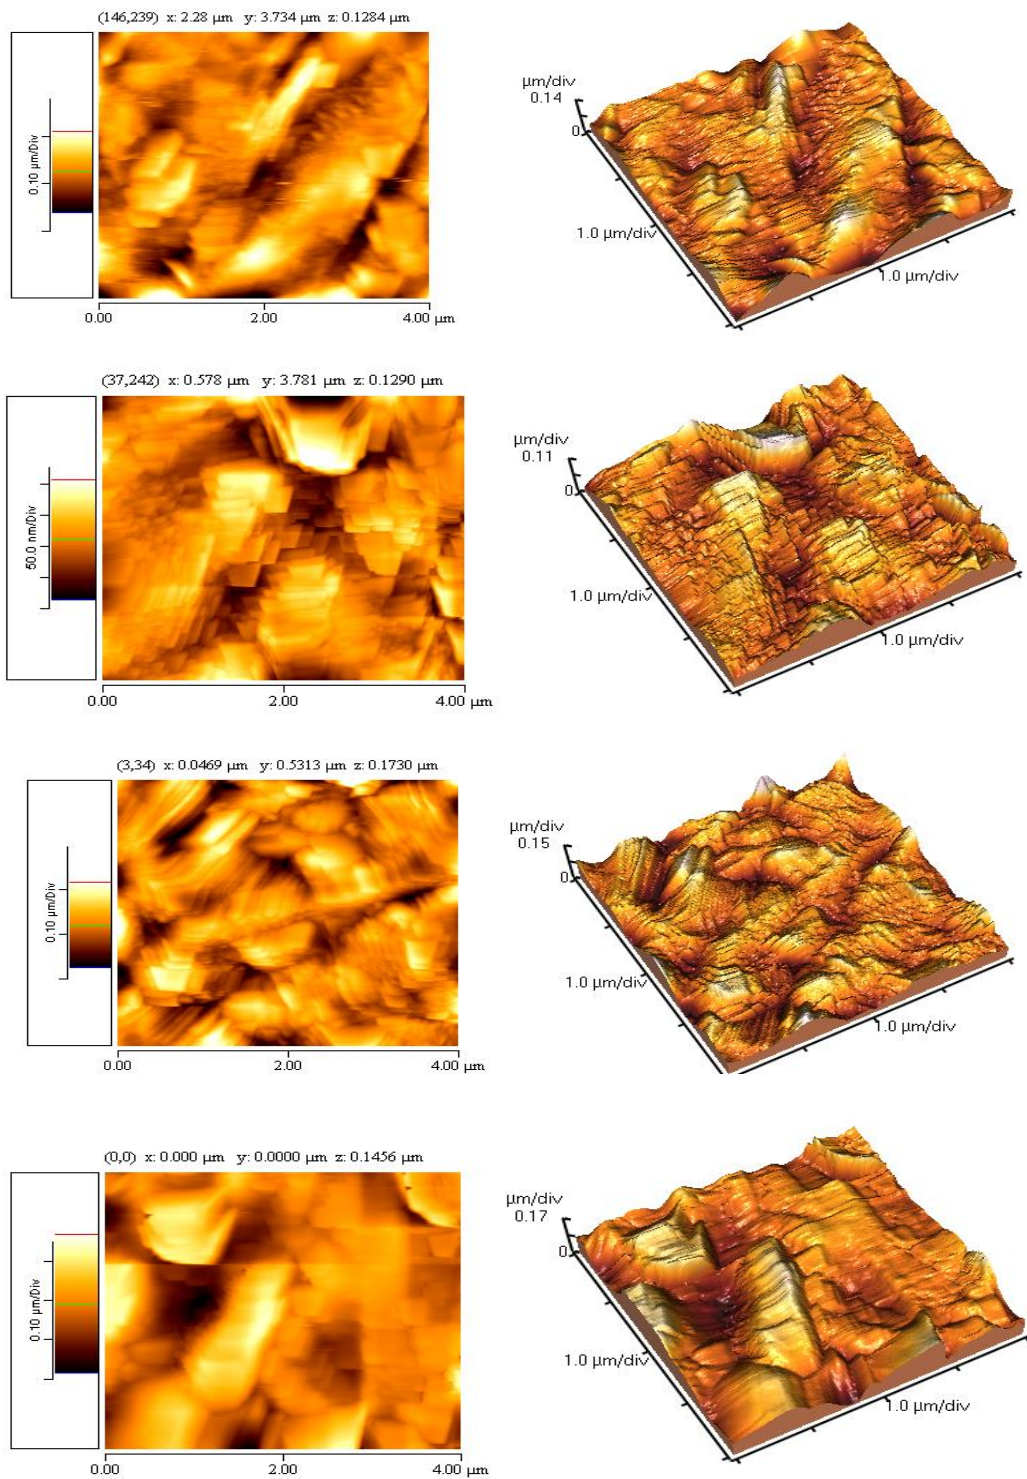 (146,239) x: 2.28 µm y: 3.734 µm z: 0.1284 µm
0.10 µm/Div
0.00 2.00 4.00 µm
µm/div
0.14
0
1.0 µm/div
1.0 µm/div
(37,242) x: 0.578 µm y: 3.781 µm z: 0.1290 µm
50.0 nm/Div
0.00 2.00 4.00 µm
µm/div
0.11
0
1.0 µm/div
1.0 µm/div
(3,34) x: 0.0469 µm y: 0.5313 µm z: 0.1730 µm
0.10 µm/Div
0.00 2.00 4.00 µm
µm/div
0.15
0
1.0 µm/div
1.0 µm/div
(0,0) x: 0.000 µm y: 0.0000 µm z: 0.1456 µm
0.10 µm/Div
0.00 2.00 4.00 µm
µm/div
0.17
0
1.0 µm/div
1.0 µm/div